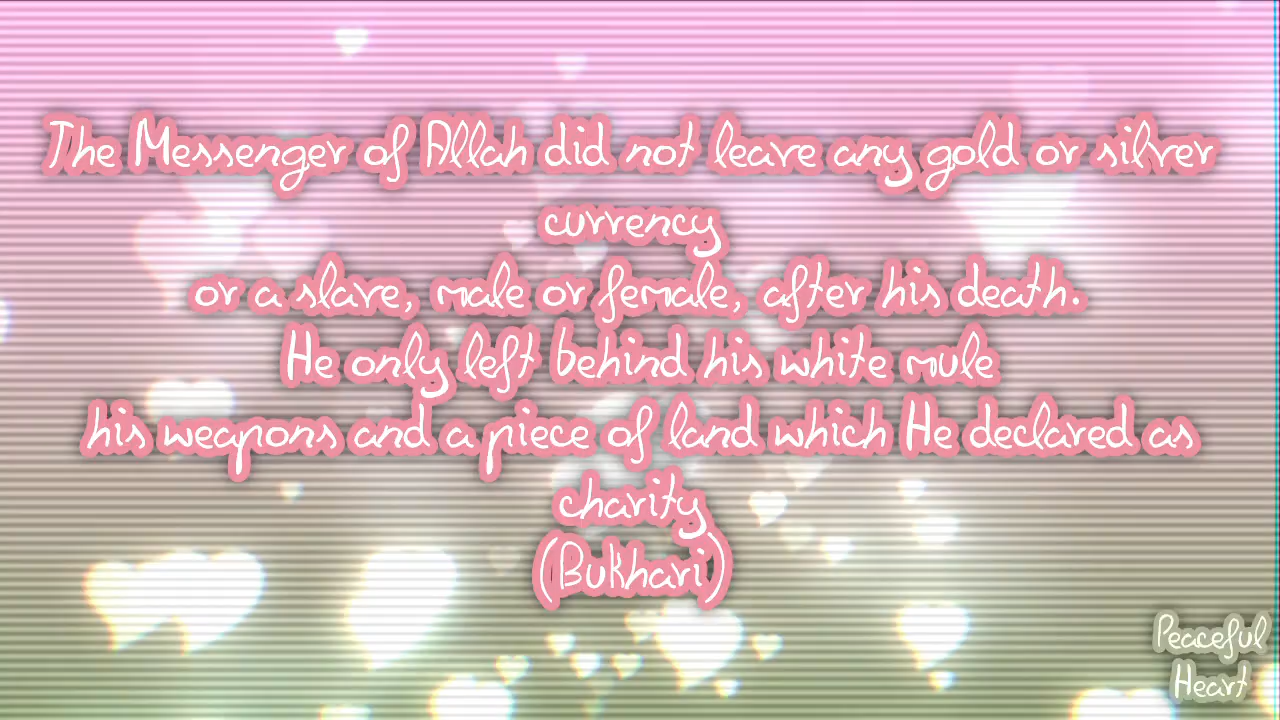 The Messenger of Allah did not leave any gold or silver
currency
or a slave, male or female, after his death.
He only left behind his white mule
his weapons and a piece of land which He declared as
charity
(Bukhari)
Peaceful
Heart